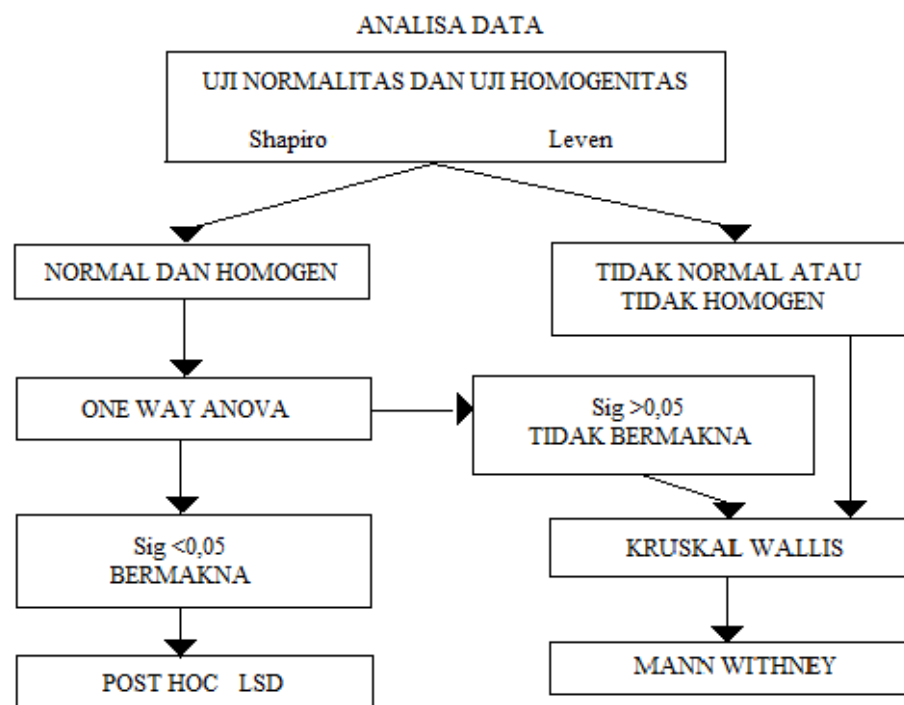 ANALISA DATA
UJI NORMALITAS DAN UJI HOMOGENITAS
Shapiro Leven
NORMAL DAN HOMOGEN
TIDAK NORMAL ATAU
TIDAK HOMOGEN
ONE WAY ANOVA
Sig >0,05
TIDAK BERMAKNA
Sig <0,05
BERMAKNA
KRUSKAL WALLIS
POST HOC LSD
MANN WITHNEY